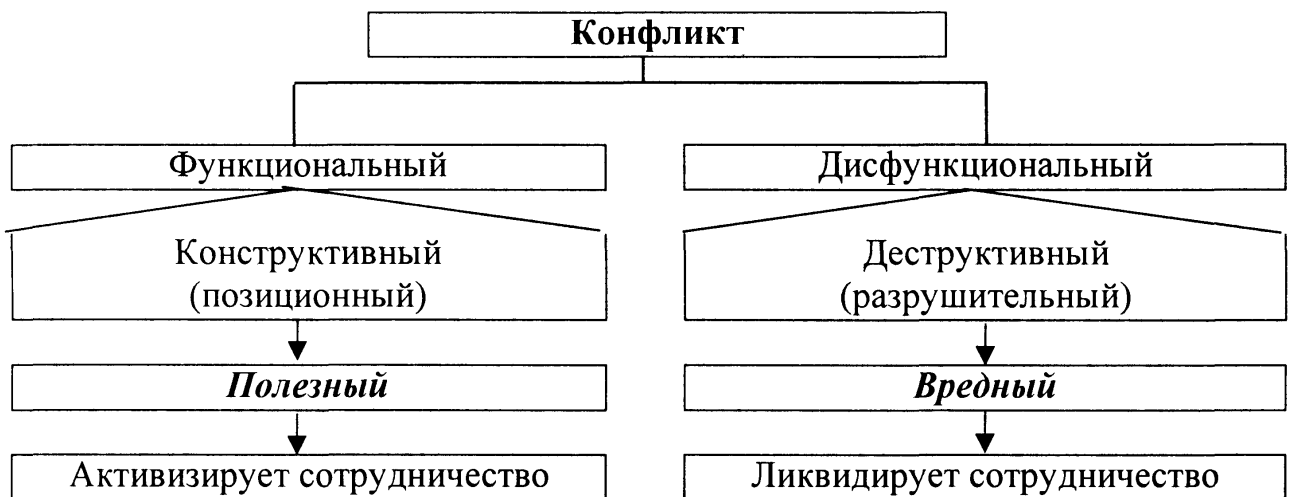 Конфликт
Функциональный
Дисфункциональный
Конструктивный
(позиционный)
Деструктивный
(разрушительный)
Полезный
Вредный
Активизирует сотрудничество
Ликвидирует сотрудничество